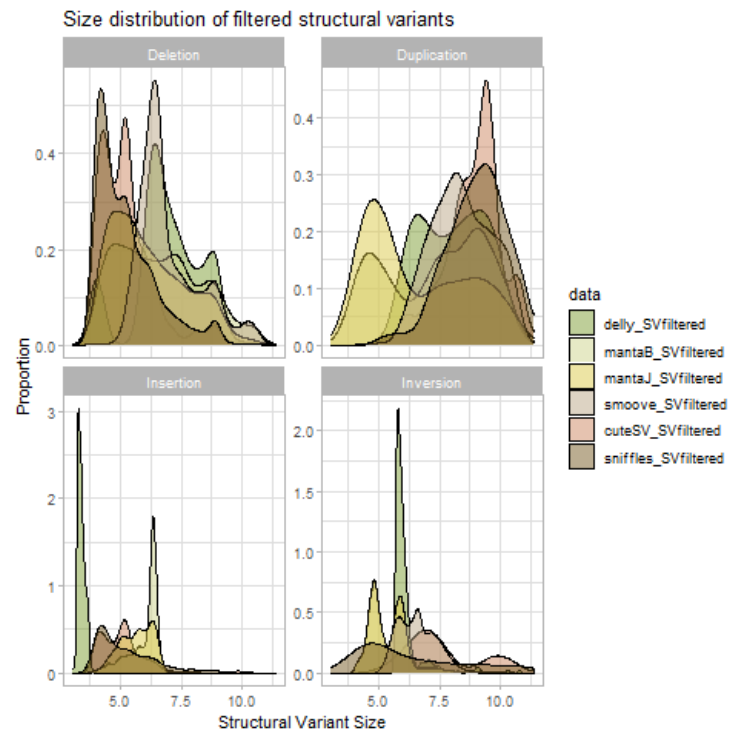 Size distribution of filtered structural variants
Deletion
Duplication
0.4
0.2
0.0
0.4
0.3
0.2
0.1
0.0
Insertion
Inversion
3
2
1
0
2.0
1.5
1.0
0.5
0.0
5.0 7.5 10.0
5.0 7.5 10.0
Structural Variant Size
Proportion
data
delly_SVfiltered
mantaB_SVfiltered
mantaJ_SVfiltered
smoove_SVfiltered
cuteSV_SVfiltered
sniffles_SVfiltered